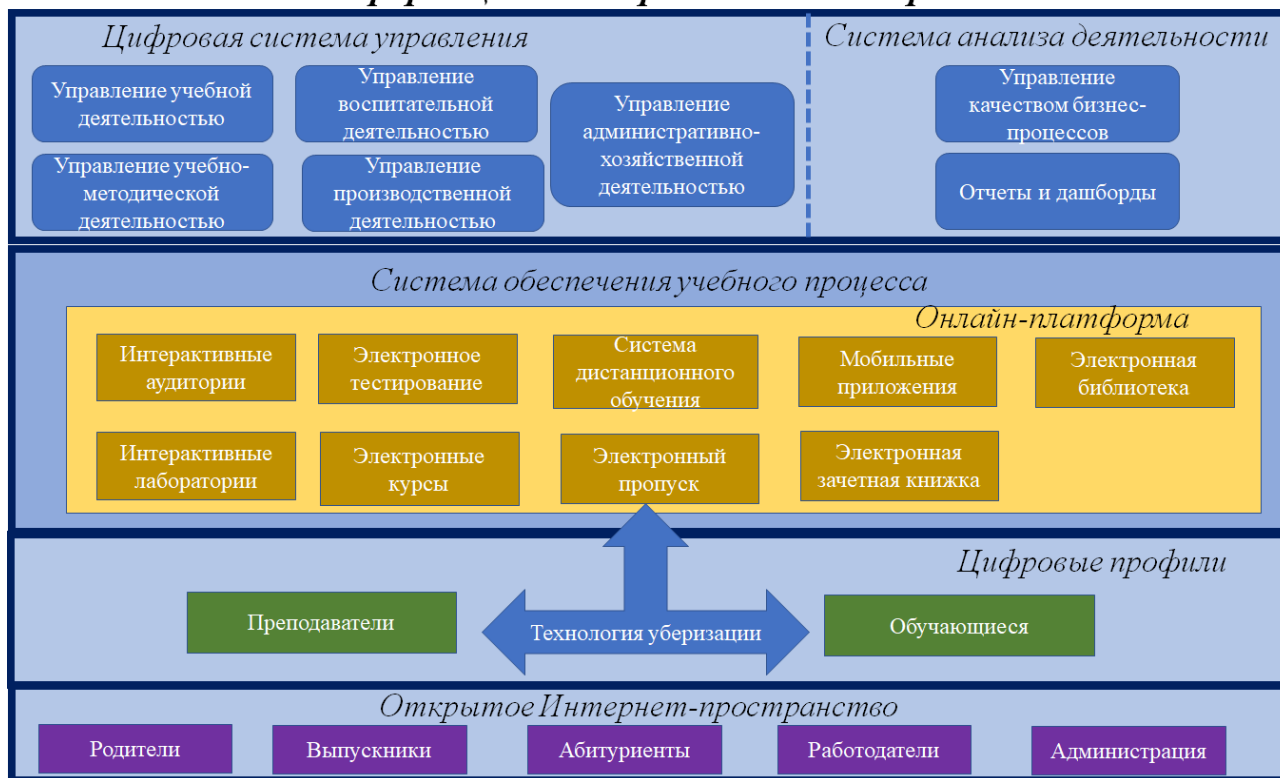 Цифровая система управления
Система анализа деятельности
Управление учебной
деятельностью
Управление
воспитательной
деятельностью
Управление
административно-
хозяйственной
деятельностью
Управление
качеством бизнес-
процессов
Управление учебно-
методической
деятельностью
Управление
производственной
деятельностью
Отчеты и дашборды
Система обеспечения учебного процесса
Онлайн-платформа
Интерактивные
аудитории
Электронное
тестирование
Система
дистанционного
обучения
Мобильные
приложения
Электронная
библиотека
Интерактивные
лаборатории
Электронные
курсы
Электронный
пропуск
Электронная
зачетная книжка
Цифровые профили
Преподаватели
Технология уберизации
Обучающиеся
Открытое Интернет-пространство
Родители
Выпускники
Абитуриенты
Работодатели
Администрация